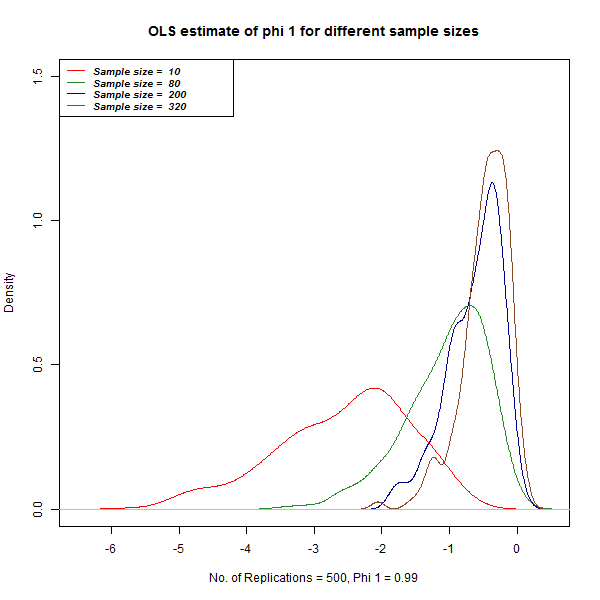 OLS estimate of phi 1 for different sample sizes
Sample size = 10
Sample size = 80
Sample size = 200
Sample size = 320
1.5
1.0
0.5
0.0
Density
-6 -5 -4 -3 -2 -1 0
No. of Replications = 500, Phi 1 = 0.99